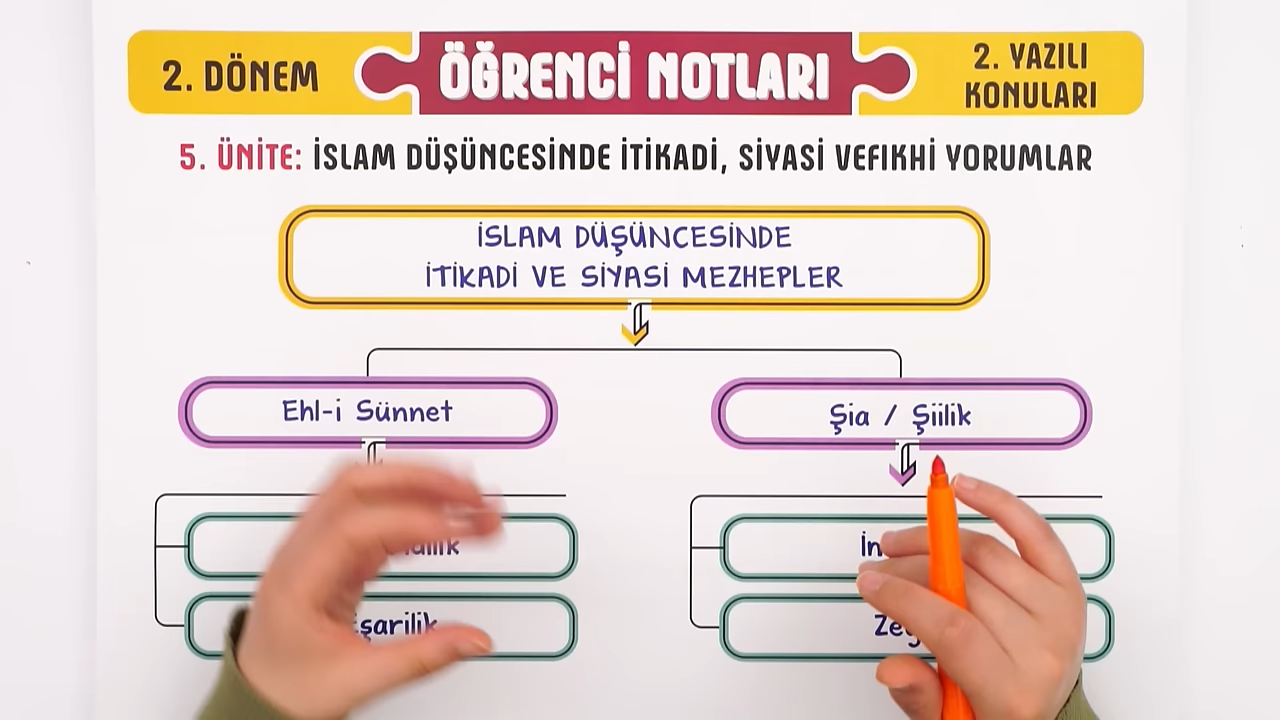 2. DÖNEM
ÖĞRENCİ NOTLARI
2. YAZILI
KONULARI
5. ÜNİTE: İSLAM DÜŞÜNCESİNDE İTİKADİ, SİYASİ VEFIKHİ YORUMLAR
İSLAM DÜŞÜNCESİNDE
İTİKADİ VE SİYASİ MEZHEPLER
Ehl-i Sünnet
Şia / Şiilik